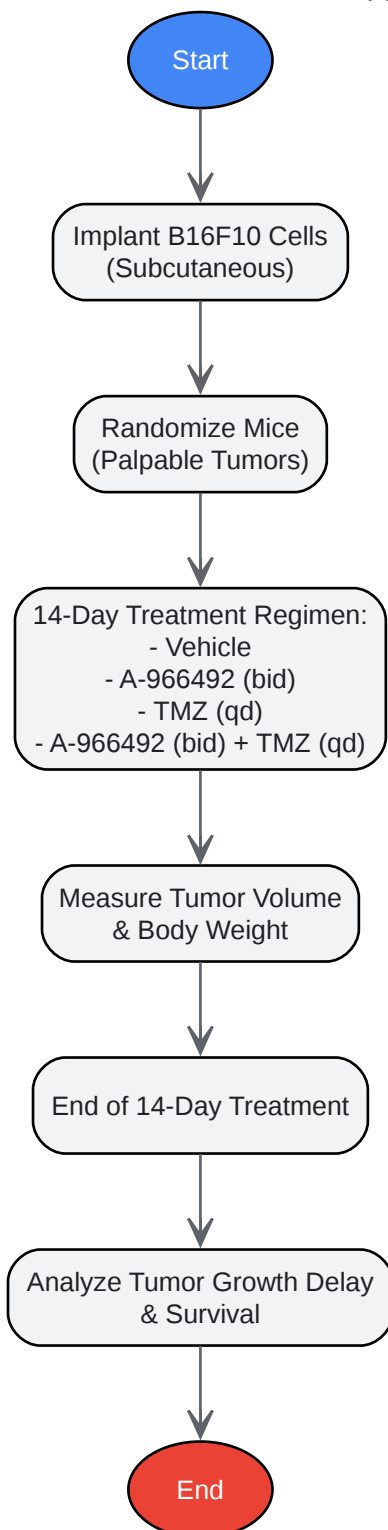 Start
Implant B16F10 Cells
(Subcutaneous)
Randomize Mice
(Palpable Tumors)
14-Day Treatment Regimen:
- Vehicle
- A-966492 (bid)
- TMZ (qd)
- A-966492 (bid) + TMZ (qd)
Measure Tumor Volume
& Body Weight
End of 14-Day Treatment
Analyze Tumor Growth Delay
& Survival
End